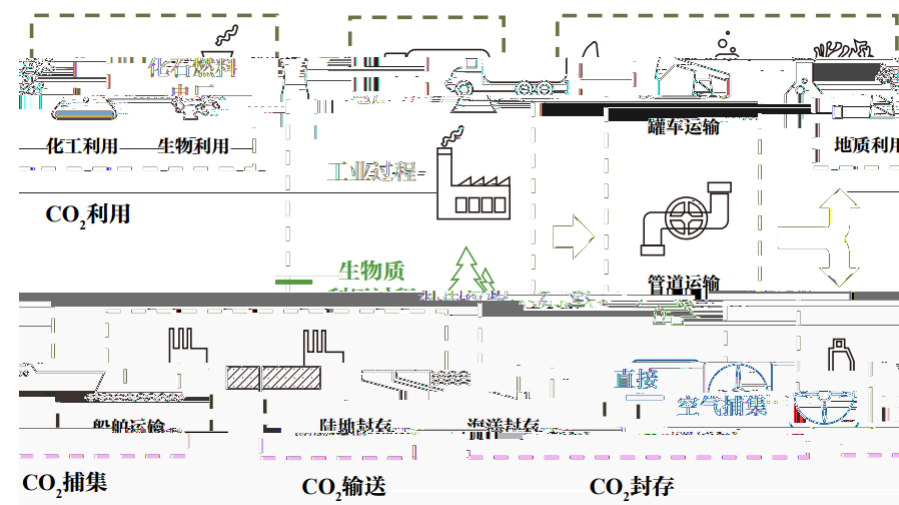 化石燃料
罐车运输
化工利用 生物利用 地质利用
工业过程
CO2利用
生物质
管道运输
直接
空气捕集
船舶运输 陆地封存 海洋封存
CO2捕集 CO2输送 CO2封存